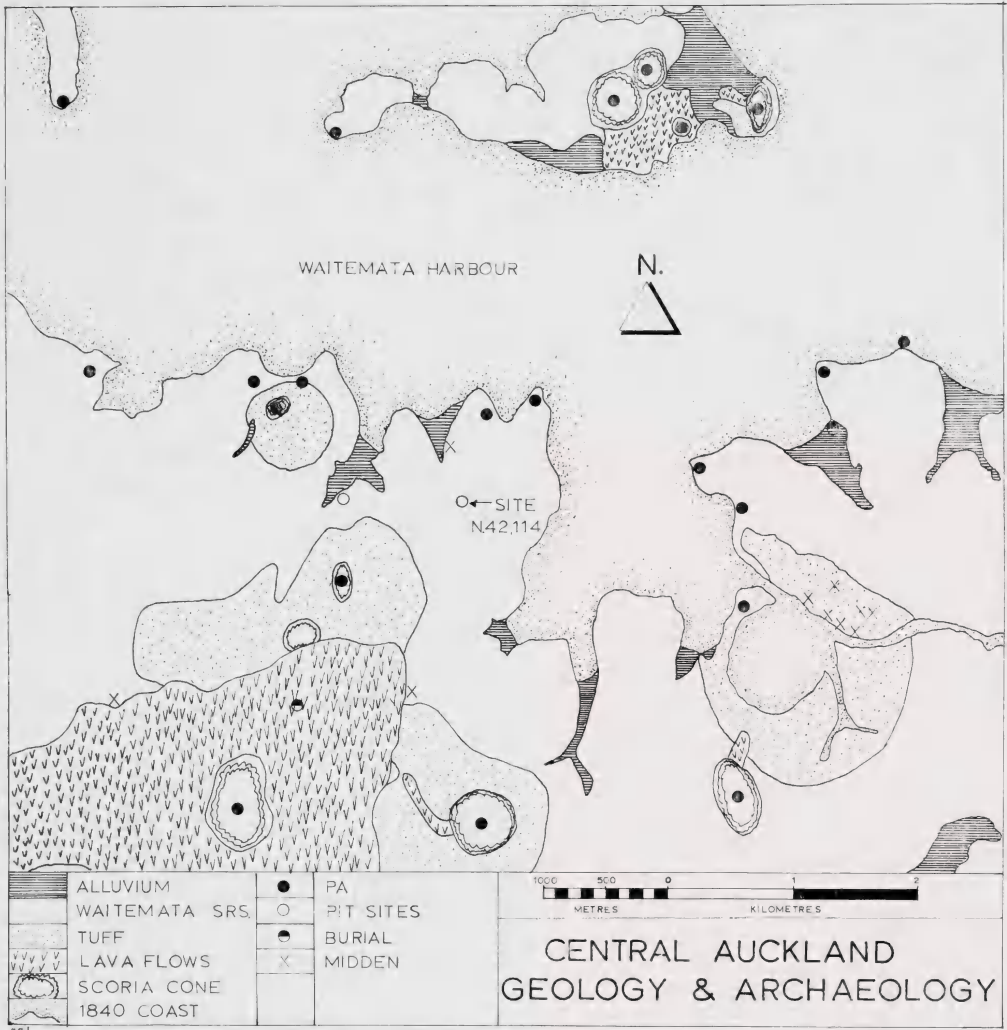 WAITEMATA HARBOUR
N.
SITE
N.42,114
ALLUVIUM
WAITEMATA SRS.
TUFF
LAVA FLOWS
SCORIA CONE
1840 COAST
PA
PIT SITES
BURIAL
MIDDEN
1000 500 0 1 2
METRES KILOMETRES
CENTRAL AUCKLAND
GEOLOGY & ARCHAEOLOGY